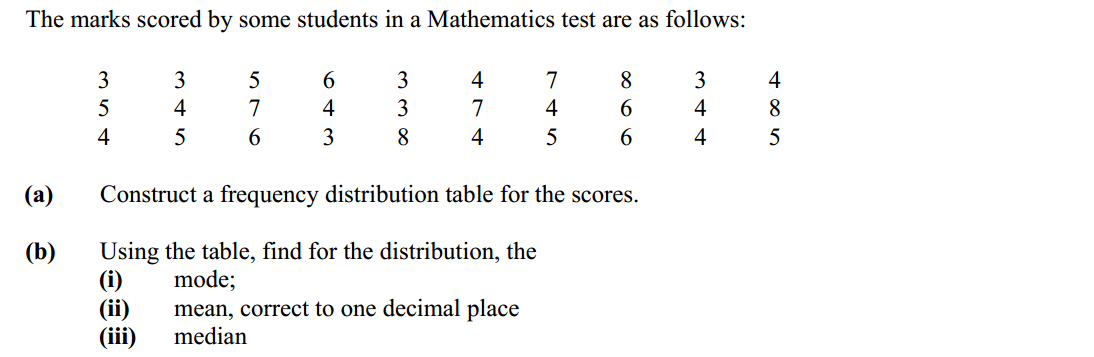 The marks scored by some students in a Mathematics test are as follows:
3 3 5 6 3 4 7 8 3 4
5 4 7 4 3 7 4 6 4 8
4 5 6 3 8 4 5 6 4 5
(a) Construct a frequency distribution table for the scores.
(b) Using the table, find for the distribution, the
(i) mode;
(ii) mean, correct to one decimal place
(iii) median